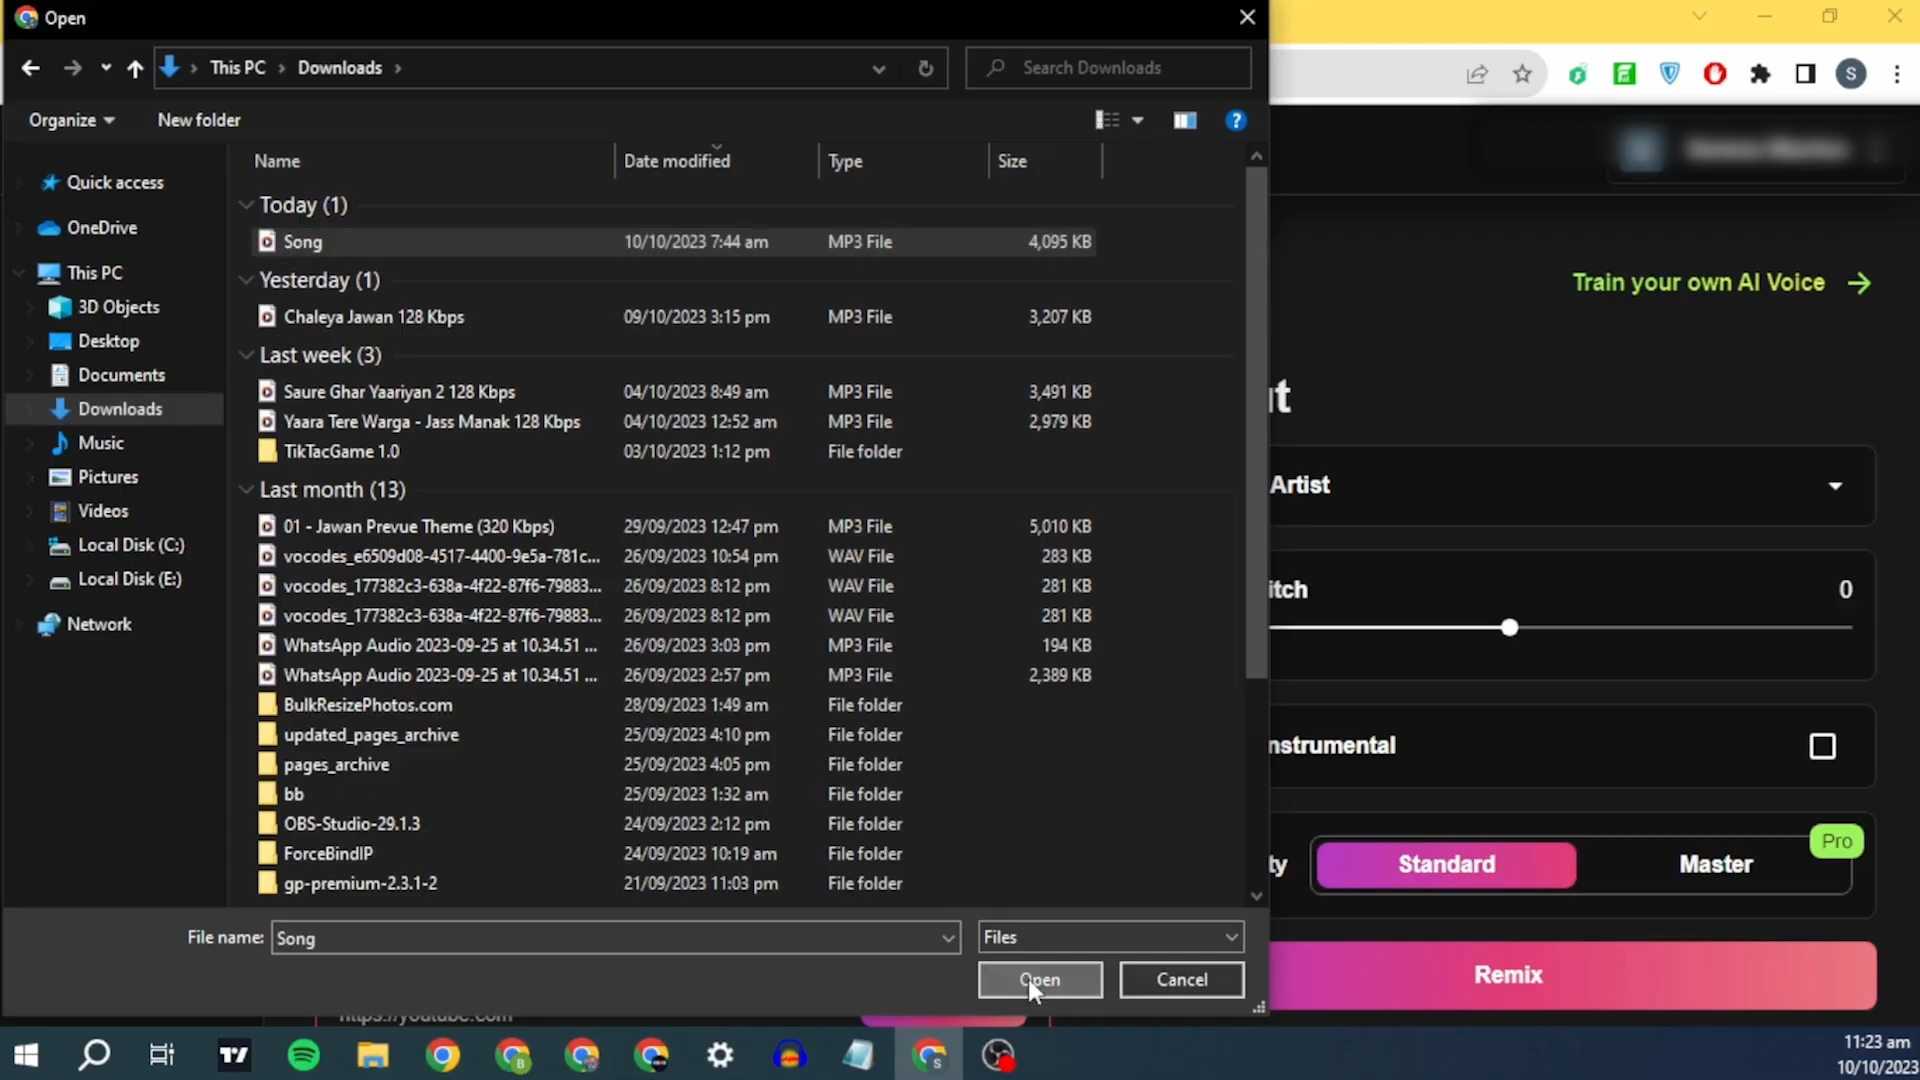 Open
This PC
Downloads
Search Downloads
S
Organize
New folder
?
Name
Date modified
Type
Size
Quick access
OneDrive
This PC
3D Objects
Desktop
Documents
Downloads
Music
Pictures
Videos
Local Disk (C:)
Local Disk (E:)
Network
Today (1)
Song 10/10/2023 7:44 am MP3 File 4,095 KB
Yesterday (1)
Chaleya Jawan 128 Kbps 09/10/2023 3:15 pm MP3 File 3,207 KB
Last week (3)
Saure Ghar Yaariyan 2 128 Kbps 04/10/2023 8:49 am MP3 File 3,491 KB
Yaara Tere Warga - Jass Manak 128 Kbps 04/10/2023 12:52 am MP3 File 2,979 KB
TikTacGame 1.0 03/10/2023 1:12 pm File folder
Last month (13)
01 - Jawan Prevue Theme (320 Kbps) 29/09/2023 12:47 pm MP3 File 5,010 KB
vocodes_e6509d08-4517-4400-9e5a-781c... 26/09/2023 10:54 pm WAV File 283 KB
vocodes_177382c3-638a-4f22-87f6-79883... 26/09/2023 8:12 pm WAV File 281 KB
vocodes_177382c3-638a-4f22-87f6-79883... 26/09/2023 8:12 pm WAV File 281 KB
WhatsApp Audio 2023-09-25 at 10.34.51 ... 26/09/2023 3:03 pm MP3 File 194 KB
WhatsApp Audio 2023-09-25 at 10.34.51 ... 26/09/2023 2:57 pm MP3 File 2,389 KB
BulkResizePhotos.com 28/09/2023 1:49 am File folder
updated_pages_archive 25/09/2023 4:10 pm File folder
pages_archive 25/09/2023 4:05 pm File folder
bb 25/09/2023 1:32 am File folder
OBS-Studio-29.1.3 24/09/2023 2:12 pm File folder
ForceBindIP 24/09/2023 10:19 am File folder
gp-premium-2.3.1-2 21/09/2023 11:03 pm File folder
File name: Song
Files
Open
Cancel
Train your own AI Voice
ut
Artist
itch 0
nstrumental
ty
Standard
Master
Pro
Remix
https://youtube.com
11:23 am
10/10/2023